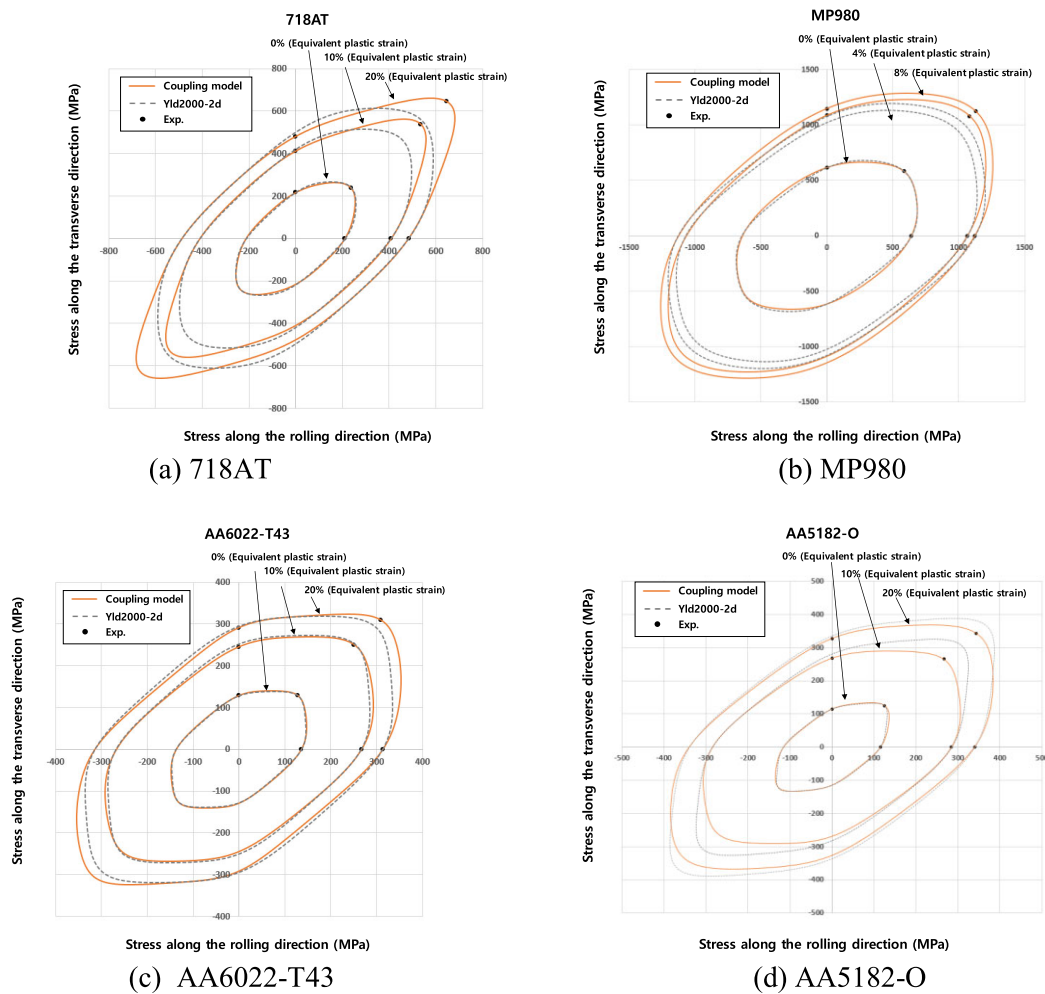 718AT
0% (Equivalent plastic strain)
10% (Equivalent plastic strain)
20% (Equivalent plastic strain)
Coupling model
Yld2000-2d
Exp.
800
600
400
200
0
-200
-400
-600
-800
-800 -600 -400 -200 0 200 400 600 800
Stress along the transverse direction (MPa)
Stress along the rolling direction (MPa)
(a) 718AT
MP980
0% (Equivalent plastic strain)
4% (Equivalent plastic strain)
8% (Equivalent plastic strain)
Coupling model
Yld2000-2d
Exp.
1500
1000
500
0
-500
-1000
-1500
-1500 -1000 -500 0 500 1000 1500
Stress along the transverse direction (MPa)
Stress along the rolling direction (MPa)
(b) MP980
AA6022-T43
0% (Equivalent plastic strain)
10% (Equivalent plastic strain)
20% (Equivalent plastic strain)
Coupling model
Yld2000-2d
Exp.
400
300
200
100
0
-100
-200
-300
-400
-400 -300 -200 -100 0 100 200 300 400
Stress along the transverse direction (MPa)
Stress along the rolling direction (MPa)
(c) AA6022-T43
AA5182-O
0% (Equivalent plastic strain)
10% (Equivalent plastic strain)
20% (Equivalent plastic strain)
Coupling model
Yld2000-2d
Exp.
500
400
300
200
100
0
-100
-200
-300
-400
-500
-500 -400 -300 -200 -100 0 100 200 300 400
Stress along the transverse direction (MPa)
Stress along the rolling direction (MPa)
(d) AA5182-O